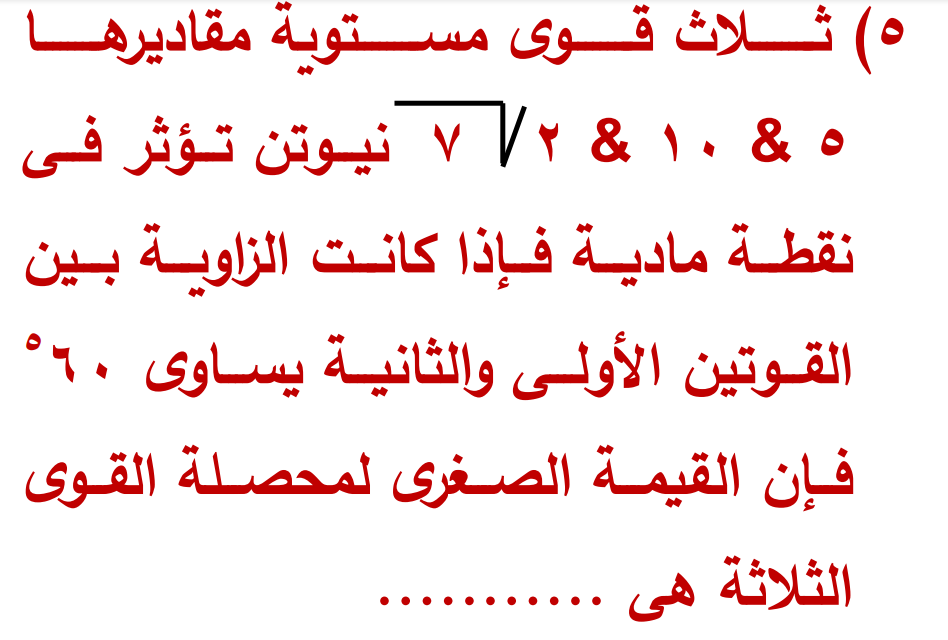 ٥) ثلاث قوى مستوية مقاديرها
٥ & ١٠ & ٢√٧ نيوتن تؤثر فى
نقطة مادية فإذا كانت الزاوية بين
القوتين الأولى والثانية يساوى ٦٠°
فإن القيمة الصغرى لمحصلة القوى
الثلاثة هى ...........